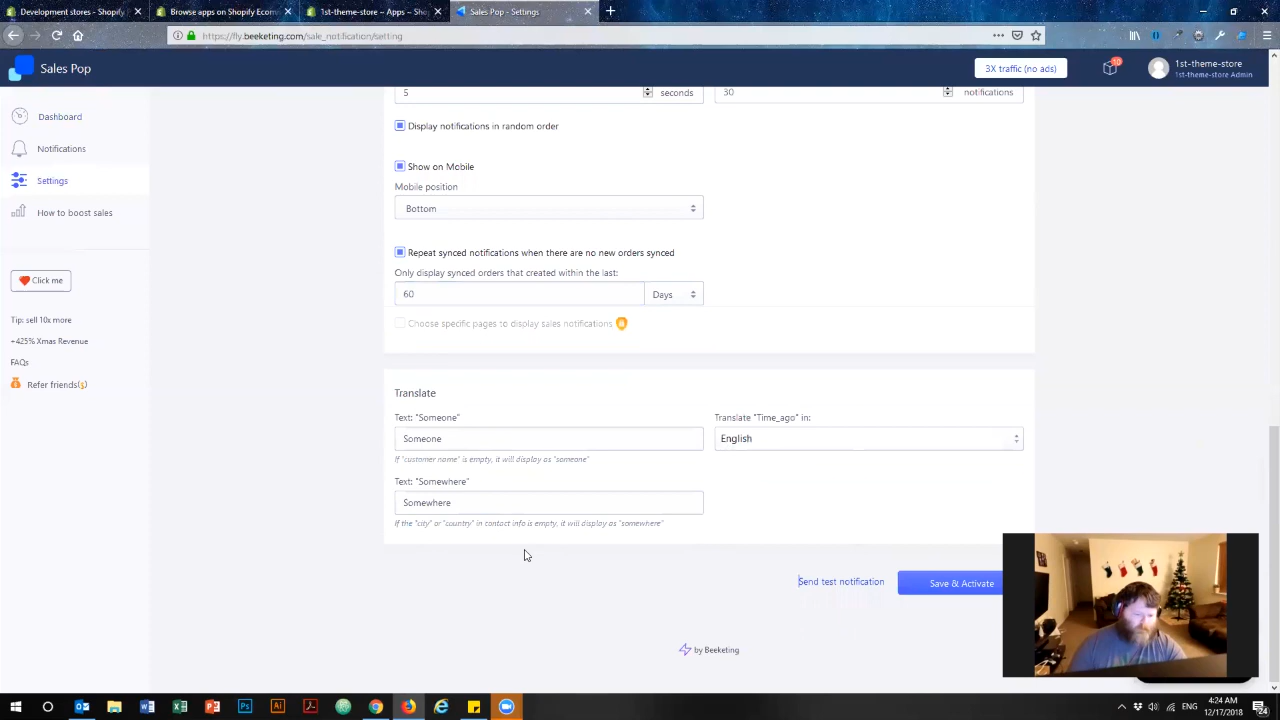 Development stores ~ Shopify
Browse apps on Shopify Ecom
1st-theme-store ~ Apps ~ Sho
Sales Pop - Settings
https://fly.beeketing.com/sale_notification/setting
Sales Pop
3X traffic (no ads)
10
1st-theme-store
1st-theme-store Admin
Dashboard
Notifications
Settings
How to boost sales
Click me
Tip: sell 10x more
+425% Xmas Revenue
FAQs
Refer friends($)
5 seconds
30 notifications
Display notifications in random order
Show on Mobile
Mobile position
Bottom
Repeat synced notifications when there are no new orders synced
Only display synced orders that created within the last:
60 Days
Choose specific pages to display sales notifications
Translate
Text: "Someone"
Translate "Time_ago" in:
Someone
English
If "customer name" is empty, it will display as "someone"
Text: "Somewhere"
Somewhere
If the "city" or "country" in contact info is empty, it will display as "somewhere"
Send test notification
Save & Activate
by Beeketing
ENG
4:24 AM
12/17/2018
24